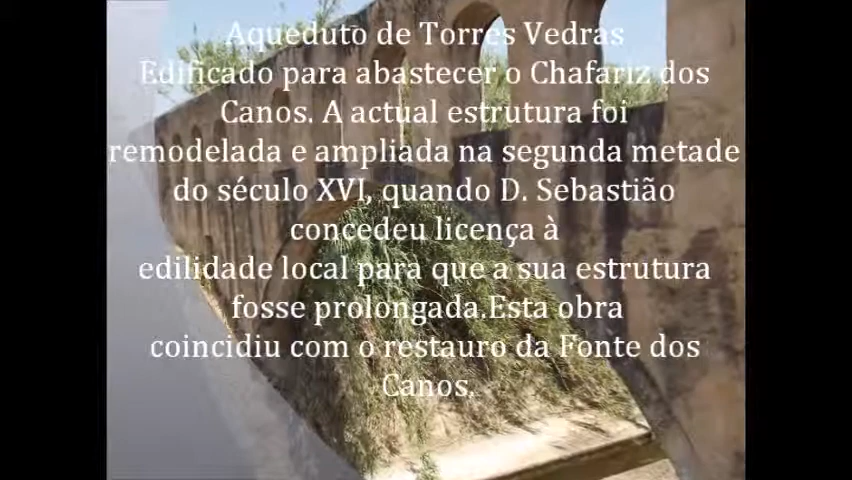 Aqueduto de Torres Vedras
Edificado para abastecer o Chafariz dos
Canos. A actual estrutura foi
remodelada e ampliada na segunda metade
do século XVI, quando D. Sebastião
concedeu licença à
edilidade local para que a sua estrutura
fosse prolongada.Esta obra
coincidiu com o restauro da Fonte dos
Canos.